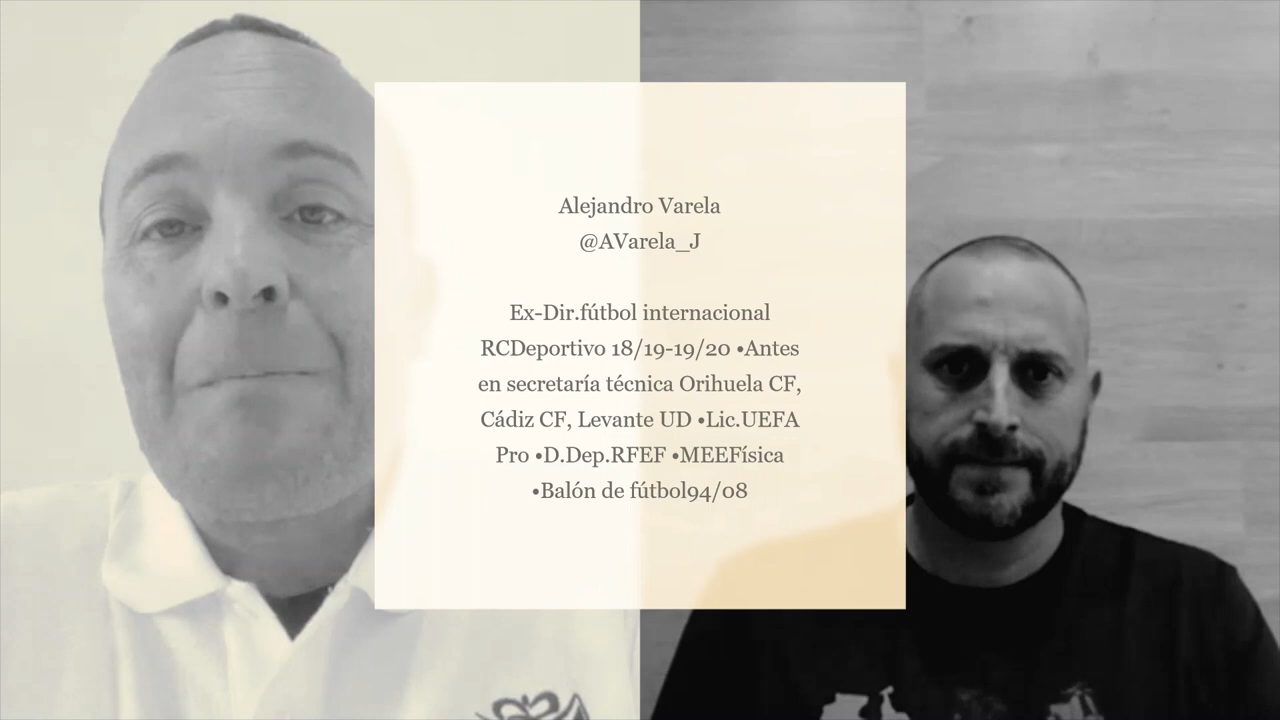 Alejandro Varela
@AVarela_J
Ex-Dir.fútbol internacional
RCDeportivo 18/19-19/20 •Antes
en secretaría técnica Orihuela CF,
Cádiz CF, Levante UD •Lic.UEFA
Pro •D.Dep.RFEF •MEEFísica
•Balón de fútbol94/08